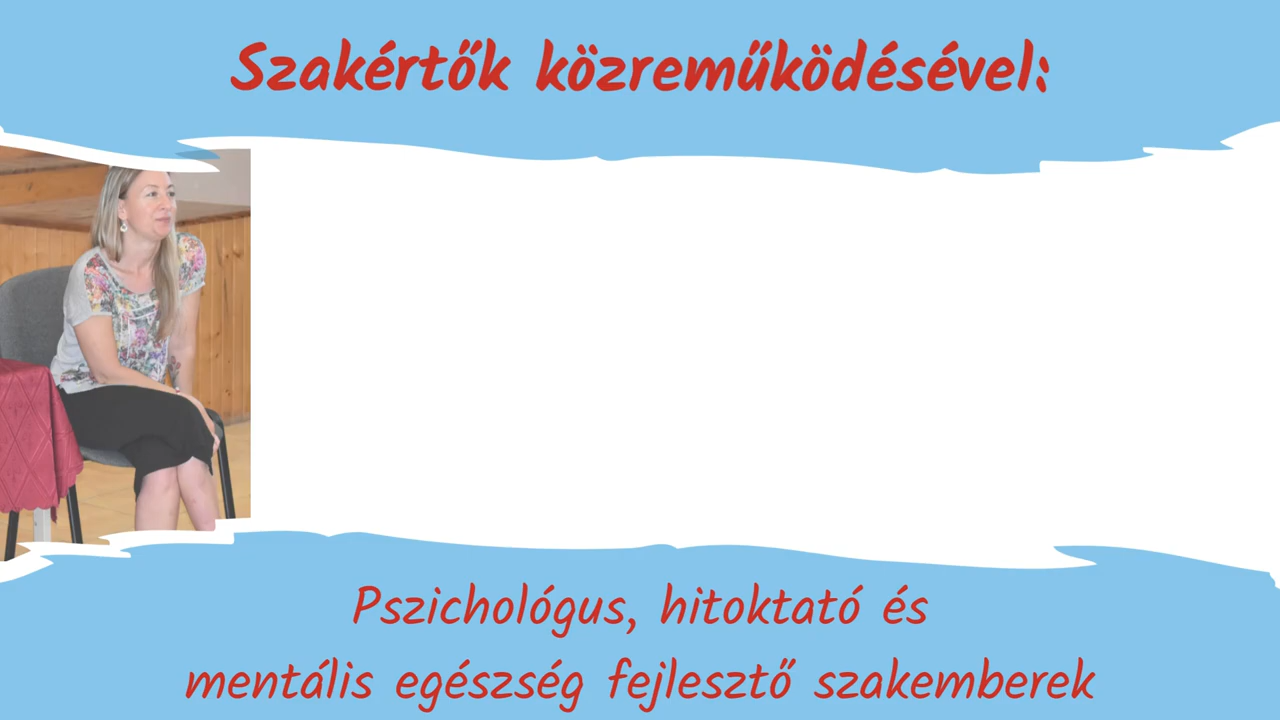 Szakértők közreműködésével:
Pszichológus, hitoktató és
mentális egészség fejlesztő szakemberek